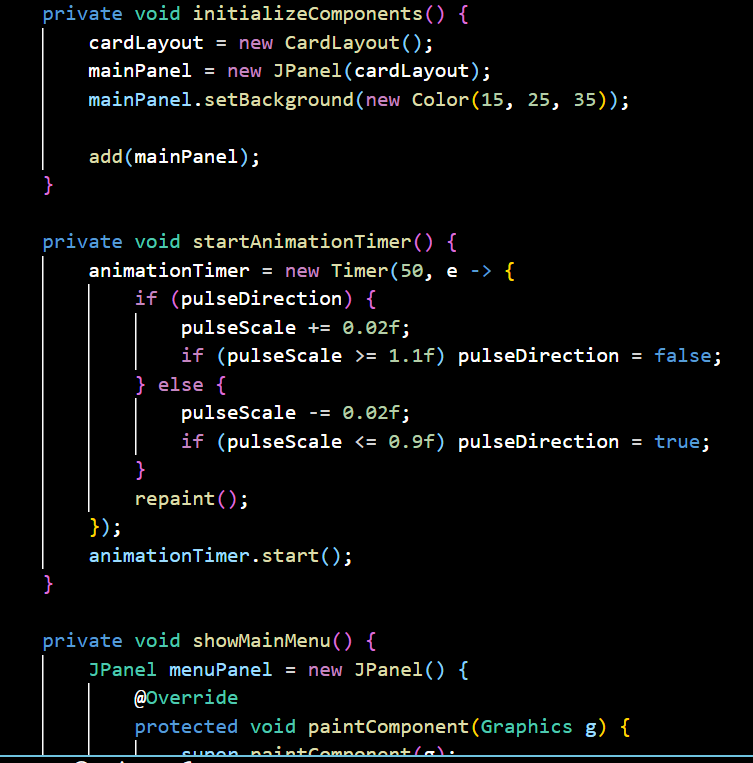 private void initializeComponents() {
    cardLayout = new CardLayout();
    mainPanel = new JPanel(cardLayout);
    mainPanel.setBackground(new Color(15, 25, 35));

    add(mainPanel);
}

private void startAnimationTimer() {
    animationTimer = new Timer(50, e -> {
        if (pulseDirection) {
            pulseScale += 0.02f;
            if (pulseScale >= 1.1f) pulseDirection = false;
        } else {
            pulseScale -= 0.02f;
            if (pulseScale <= 0.9f) pulseDirection = true;
        }
        repaint();
    });
    animationTimer.start();
}

private void showMainMenu() {
    JPanel menuPanel = new JPanel() {
        @Override
        protected void paintComponent(Graphics g) {
            super.paintComponent(g);